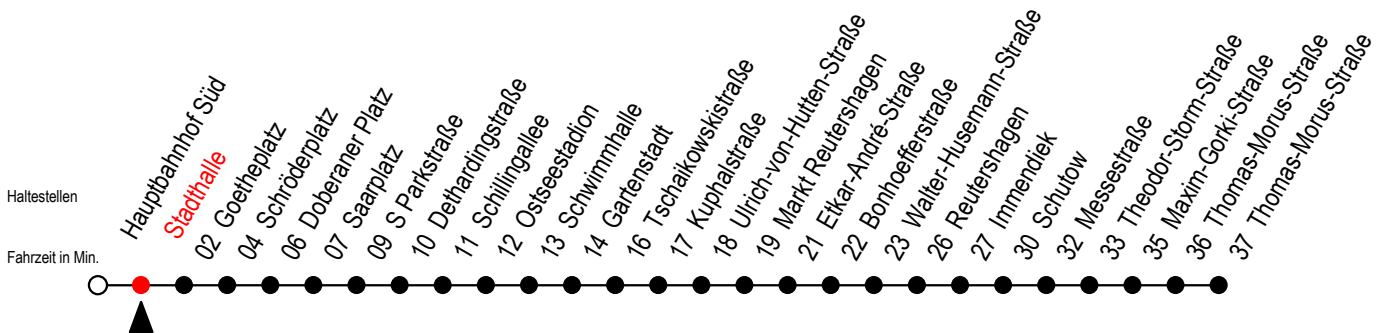 Haltestellen
Fahrzeit in Min.
Hauptbahnhof Süd
Stadthalle
02 Goetheplatz
04 Schröderplatz
06 Doberaner Platz
07 Saarplatz
09 S Parkstraße
10 Dethardingstraße
11 Schillingallee
12 Ostseestadion
13 Schwimmhalle
14 Gartenstadt
16 Tschaikowskistraße
17 Kuphalstraße
18 Ulrich-von-Hutten-Straße
19 Markt Reutershagen
21 Etkar-André-Straße
22 Bonhoefferstraße
23 Walter-Husemann-Straße
26 Reutershagen
27 Immendiek
30 Schutow
32 Messestraße
33 Theodor-Storm-Straße
35 Maxim-Gorki-Straße
36 Thomas-Morus-Straße
37 Thomas-Morus-Straße